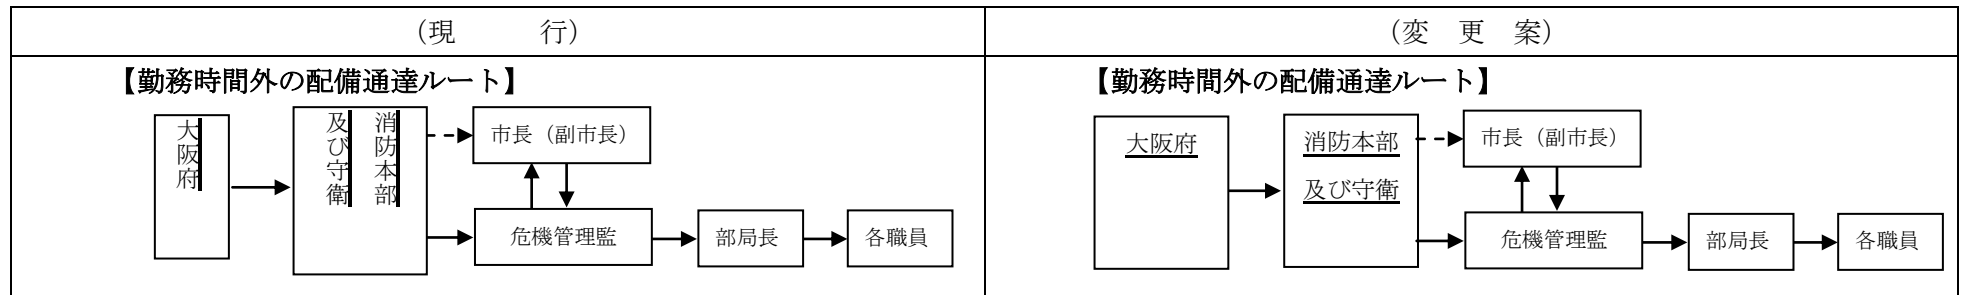 （現　　　行）
【勤務時間外の配備通達ルート】
大阪府
消防本部
及び守衛
市長（副市長）
危機管理監
部局長
各職員
（変　更　案）
【勤務時間外の配備通達ルート】
大阪府
消防本部
及び守衛
市長（副市長）
危機管理監
部局長
各職員